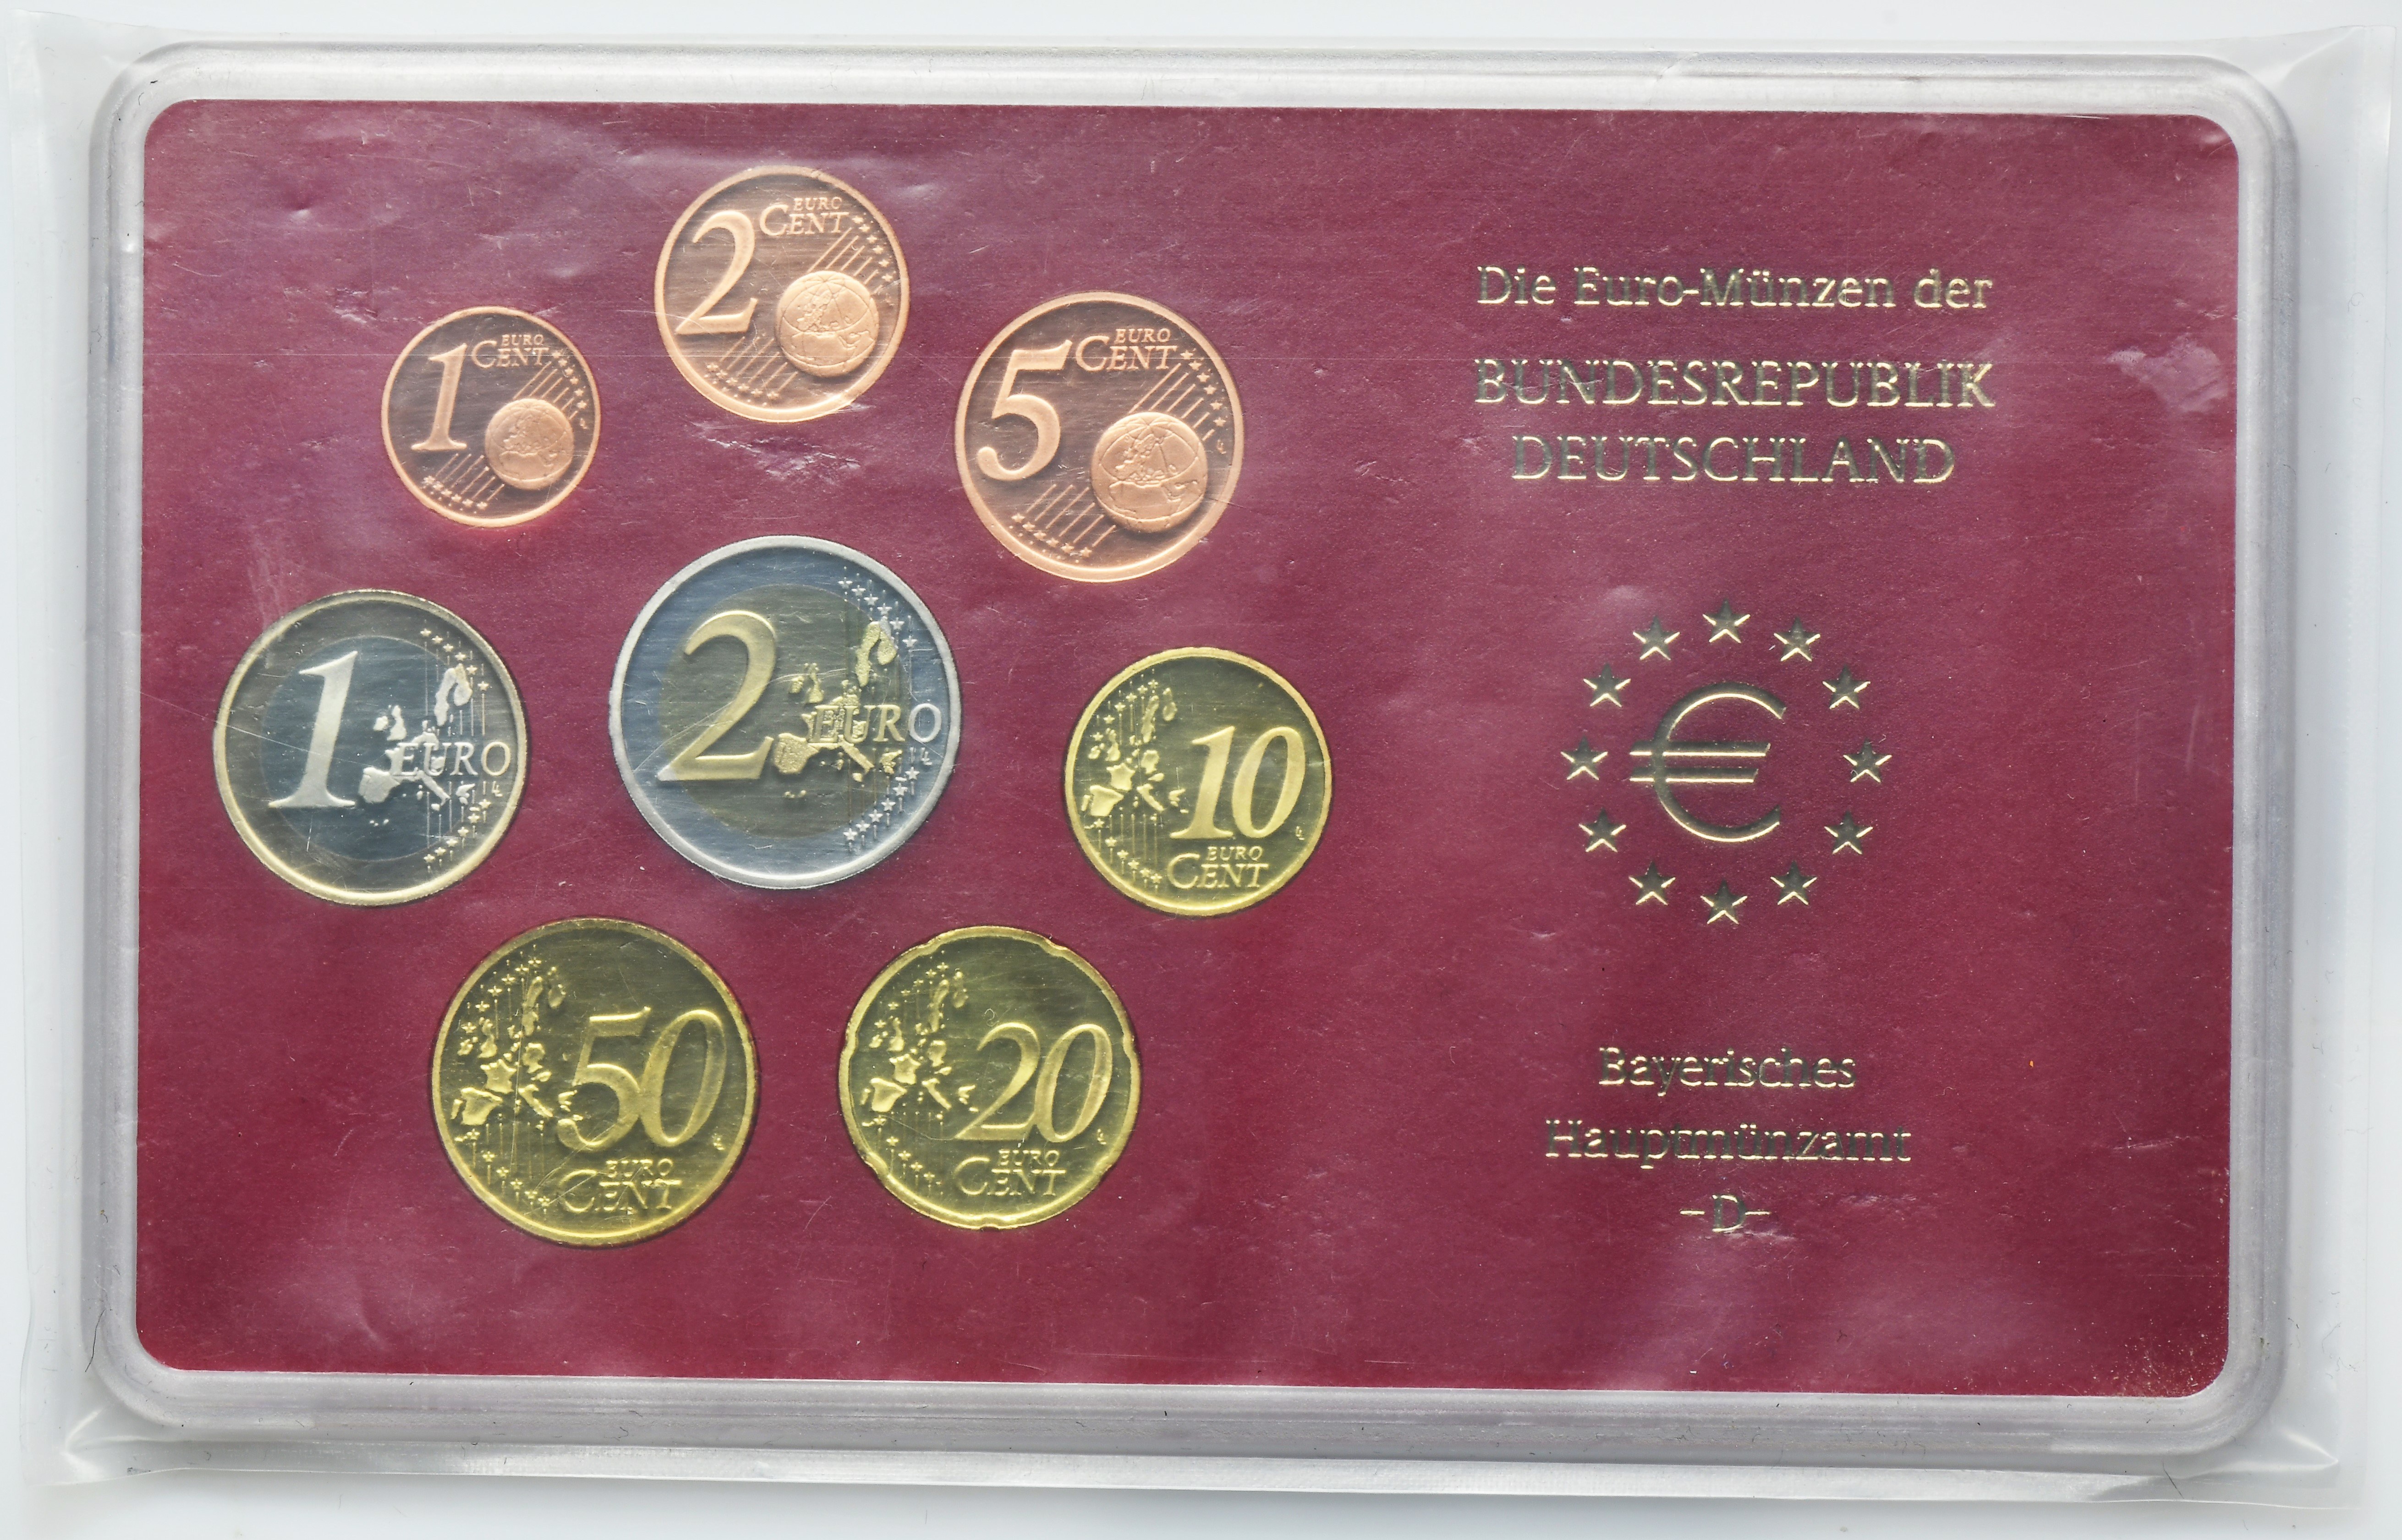 2 EURO CENT
1 EURO CENT
5 EURO CENT
Die Euro-Münzen der
BUNDESREPUBLIK
DEUTSCHLAND
1 EURO
2 EURO
10 EURO CENT
€
50 EURO CENT
20 EURO CENT
Bayerisches
Hauptmünzamt
-D-